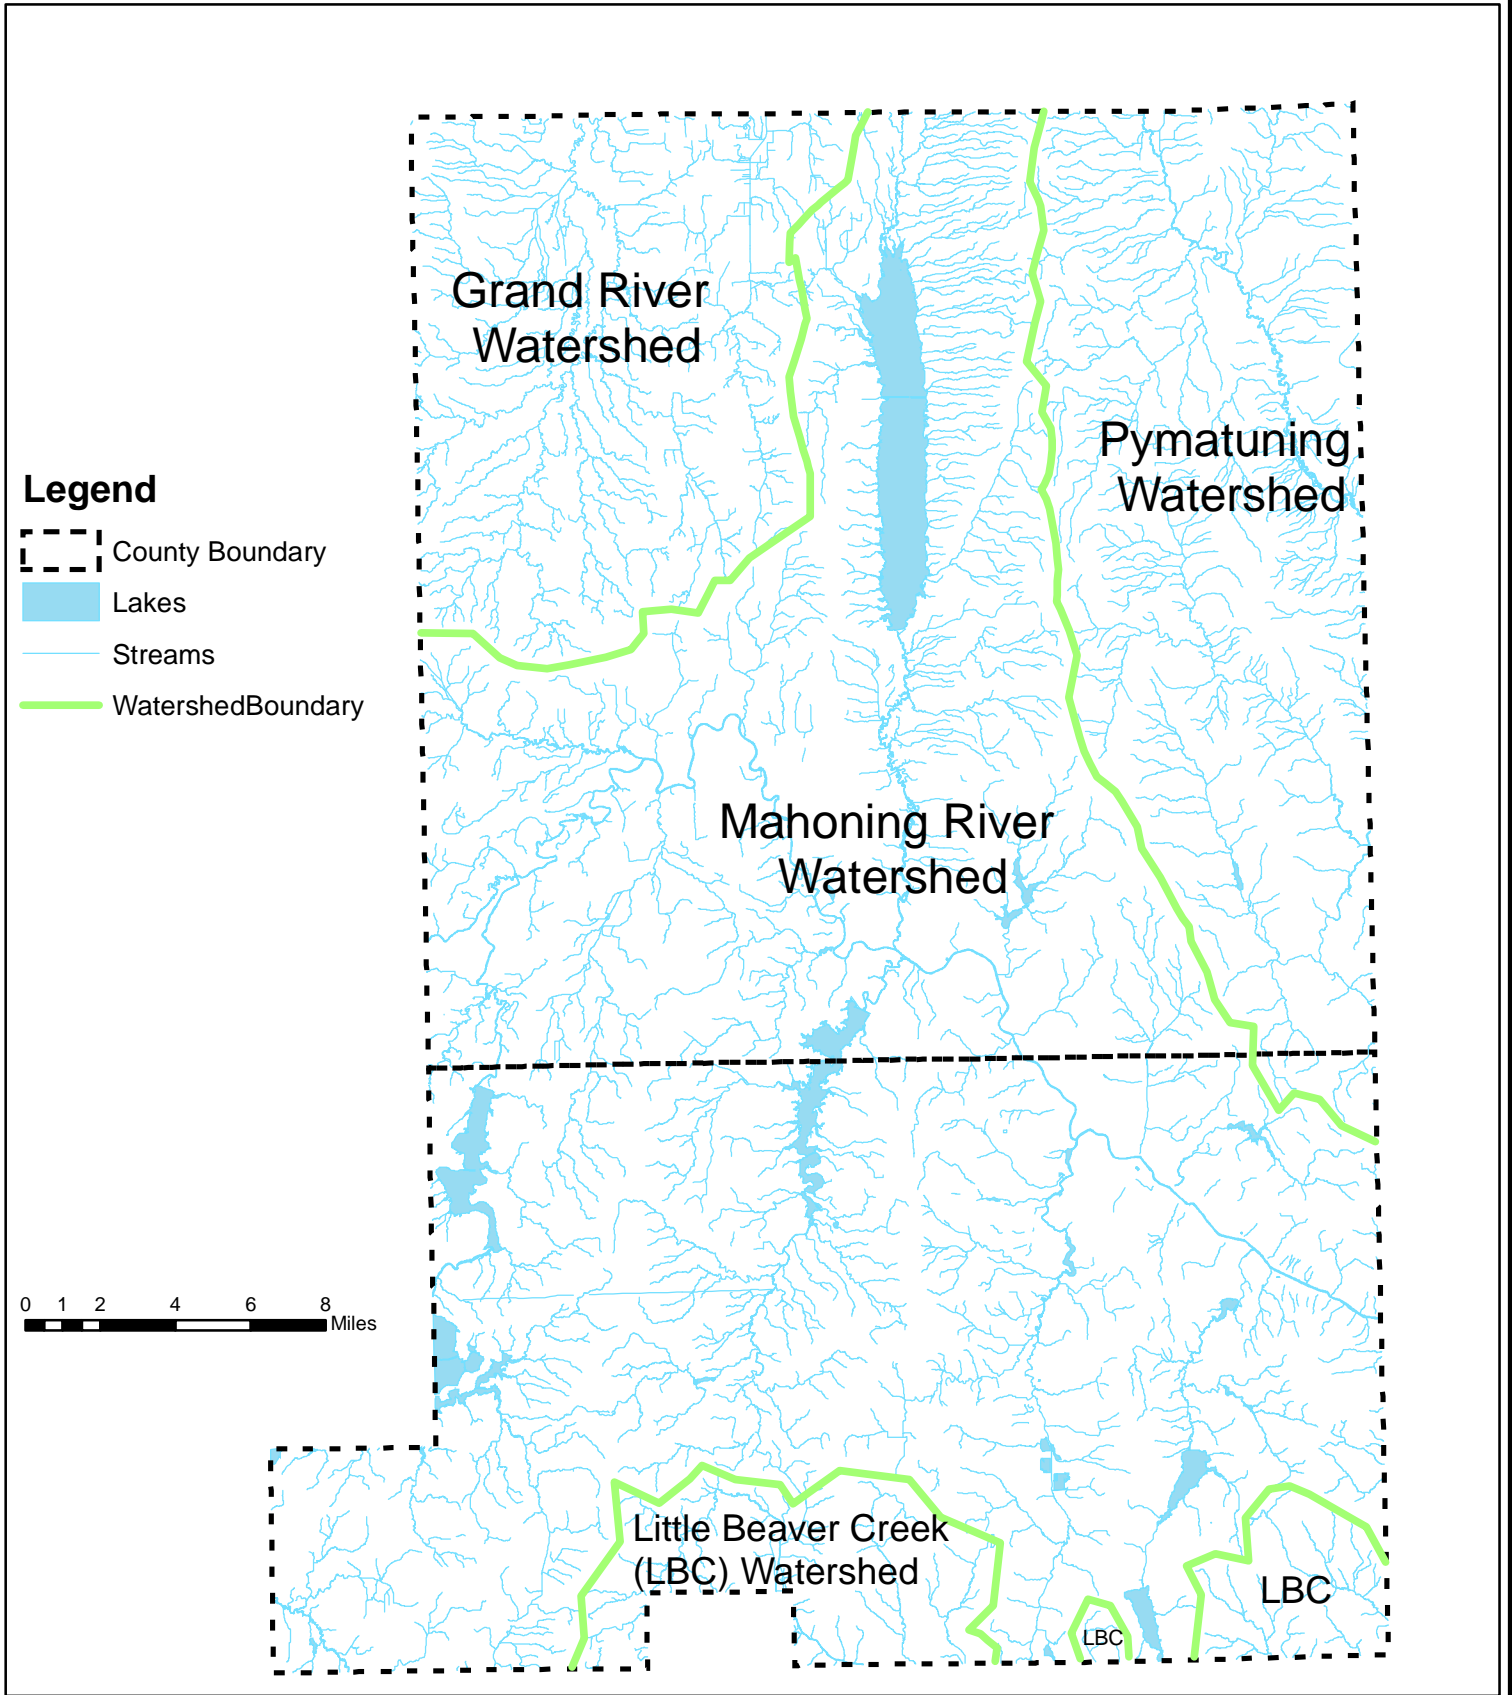 Grand River
Watershed
Pymatuning
Watershed
Legend
County Boundary
Lakes
Streams
WatershedBoundary
Mahoning River
Watershed
0 1 2 4 6 8
Miles
Little Beaver Creek
(LBC) Watershed
LBC
LBC